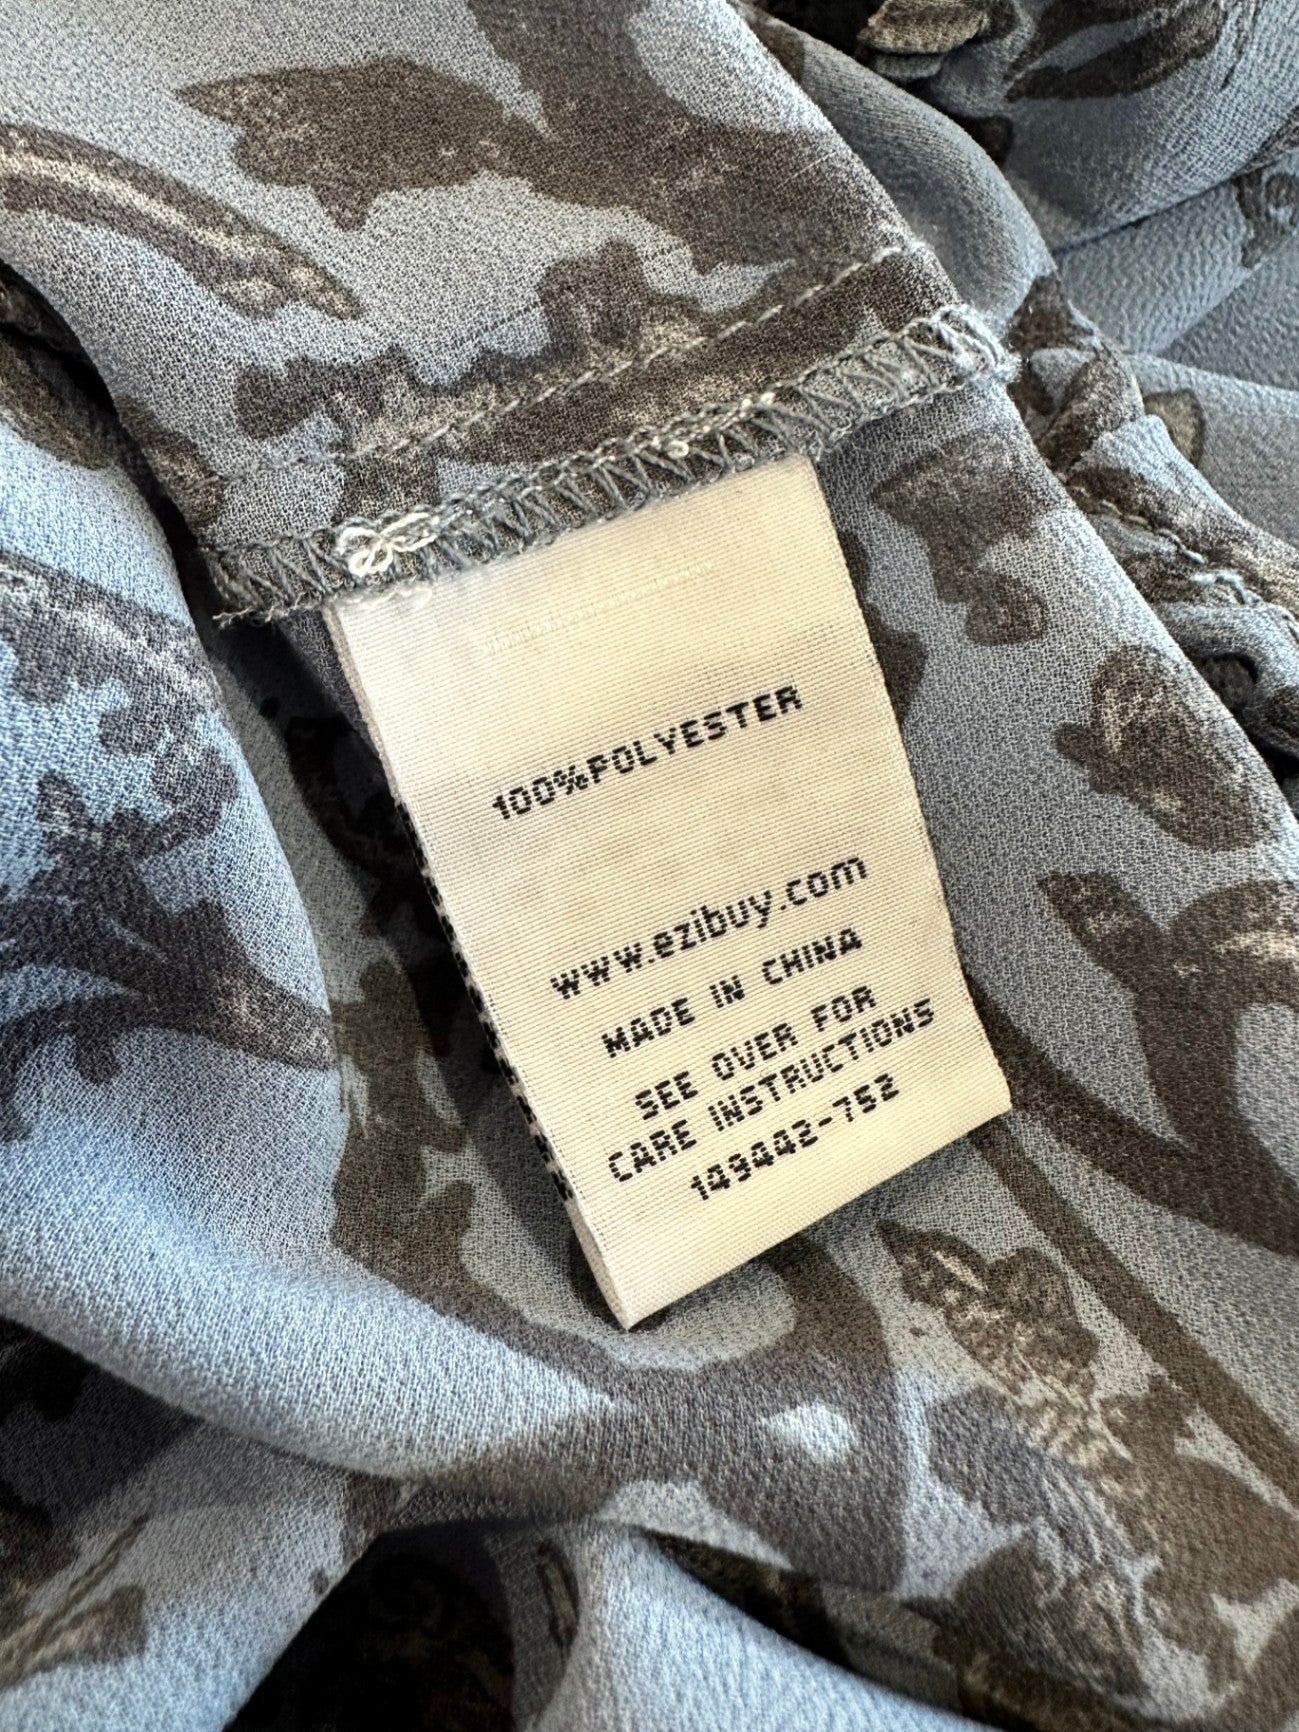 100%POLYESTER
www.ezibuy.com
MADE IN CHINA
SEE OVER FOR
CARE INSTRUCTIONS
149442-752